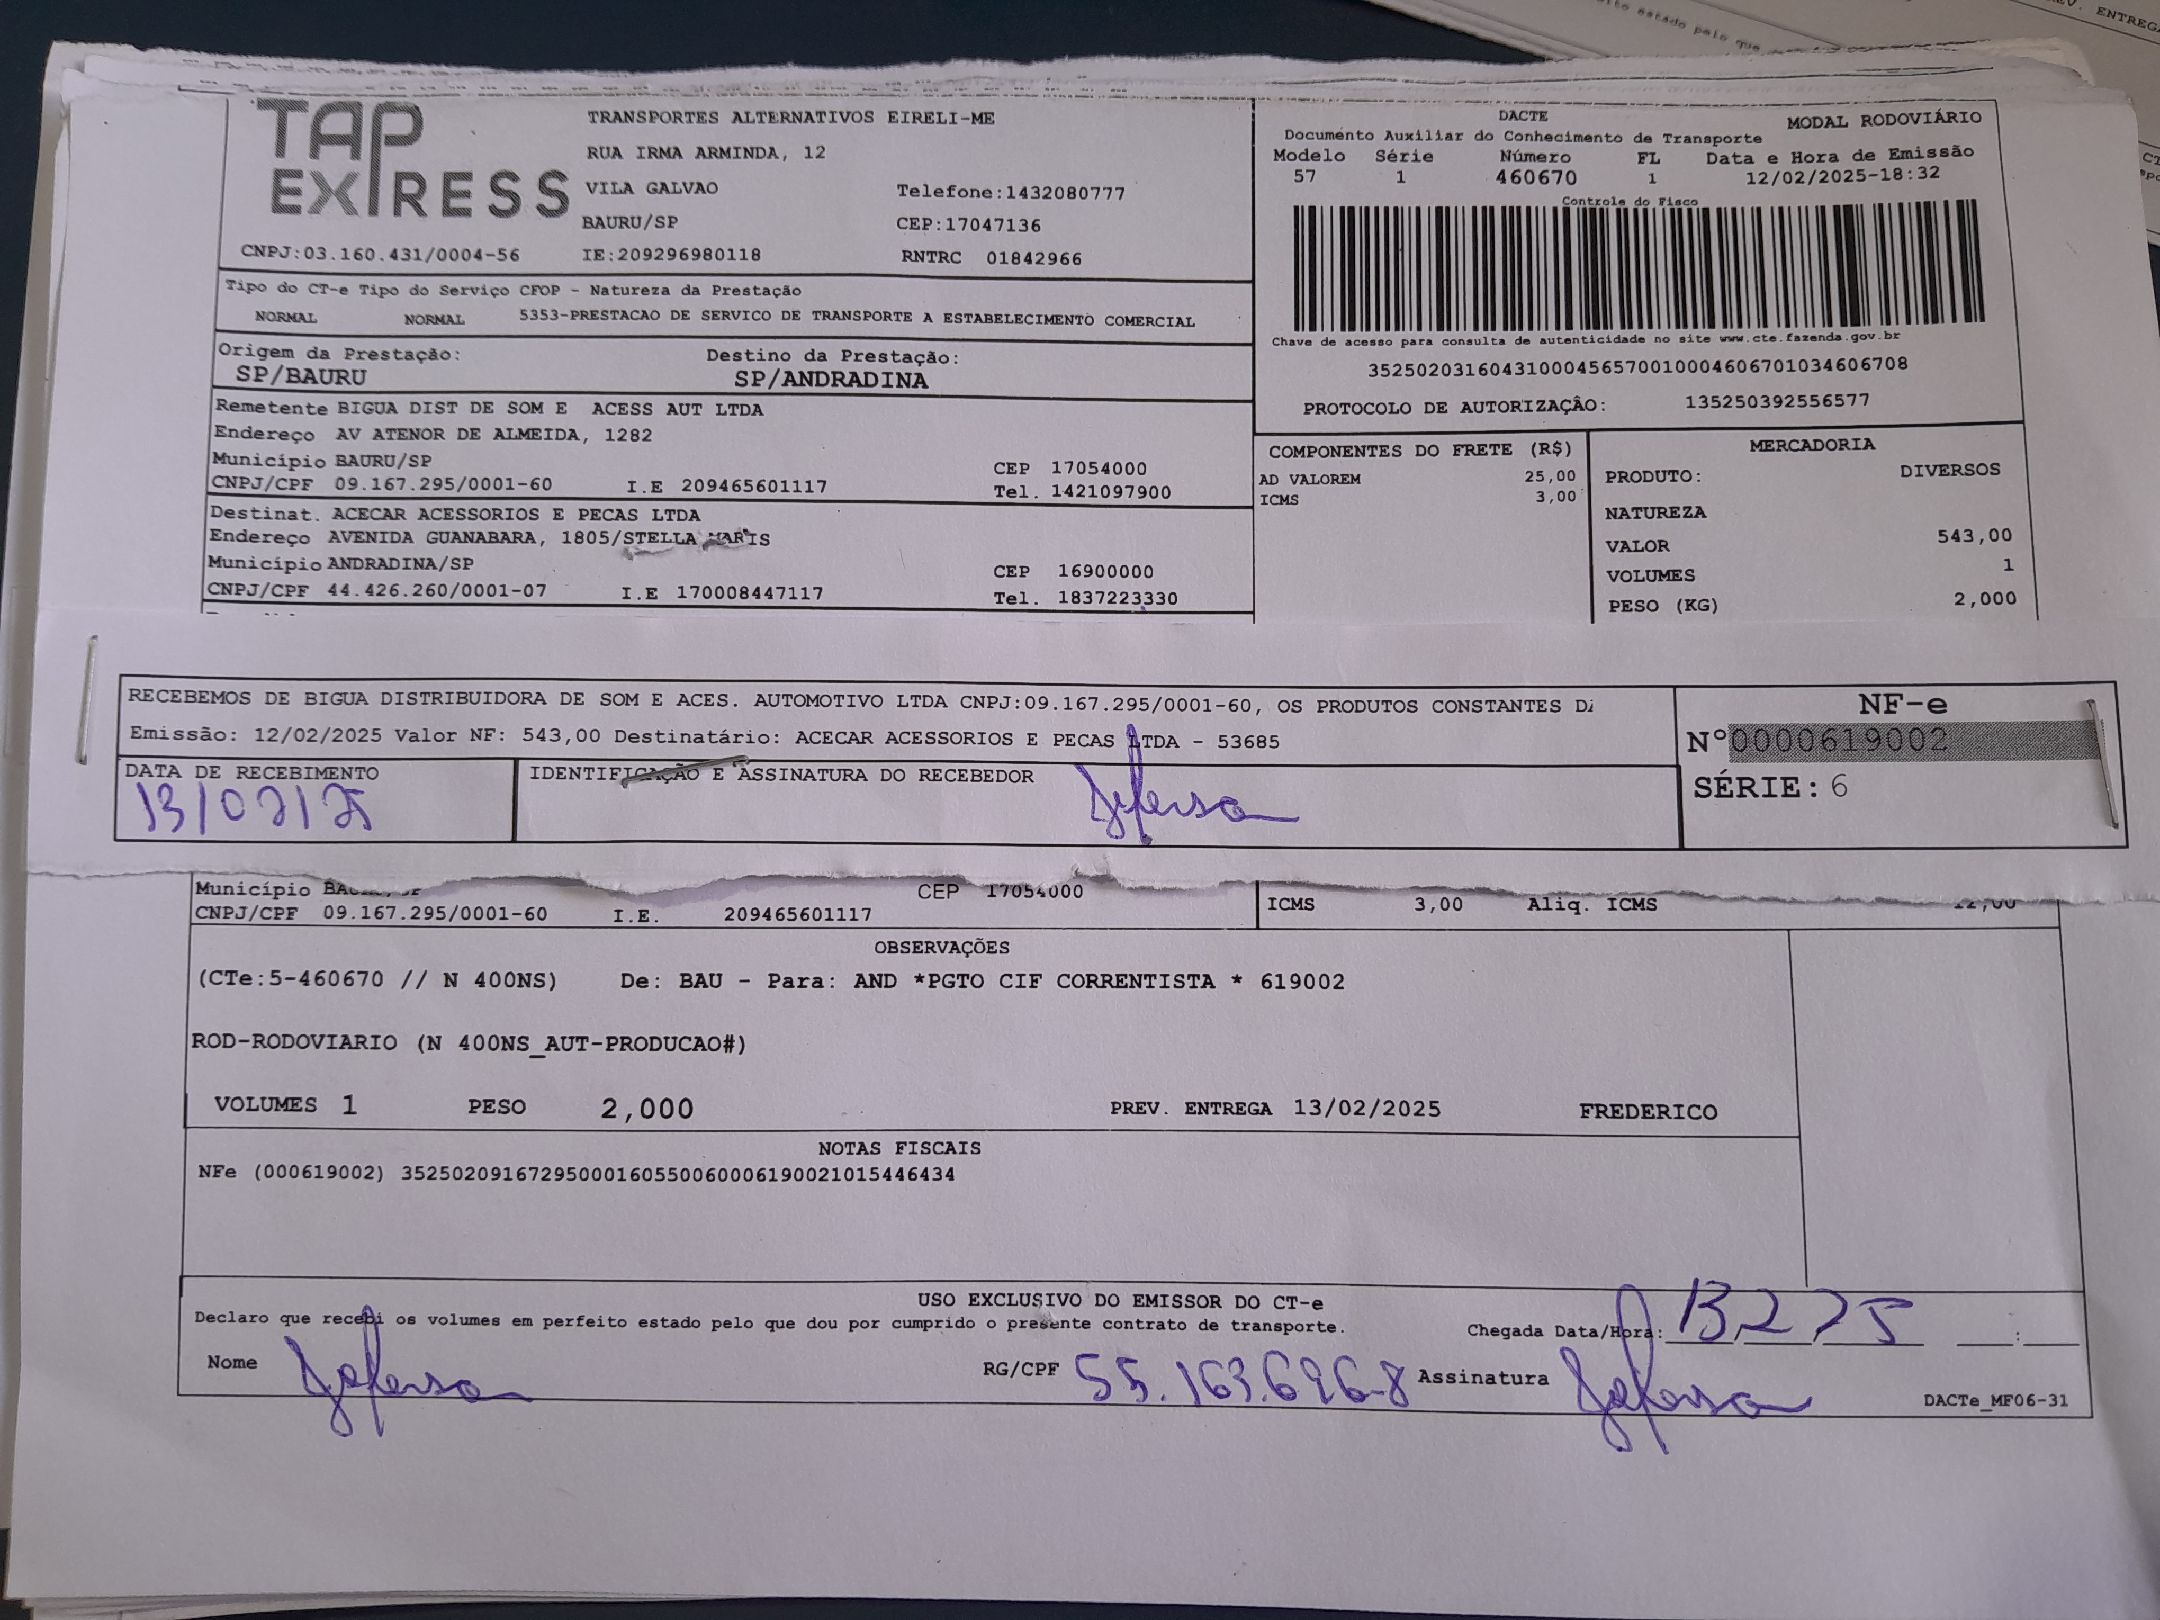 TAP EXPRESS
TRANSPORTES ALTERNATIVOS EIRELI-ME
RUA IRMA ARMINDA, 12
VILA GALVAO Telefone:1432080777
BAURU/SP CEP:17047136
CNPJ:03.160.431/0004-56 IE:209296980118 RNTRC 01842966
Tipo do CT-e Tipo do Serviço CFOP - Natureza da Prestação
NORMAL NORMAL 5353-PRESTACAO DE SERVICO DE TRANSPORTE A ESTABELECIMENTO COMERCIAL
Origem da Prestação: Destino da Prestação:
SP/BAURU SP/ANDRADINA
Remetente BIGUA DIST DE SOM E ACESS AUT LTDA
Endereço AV ATENOR DE ALMEIDA, 1282
Município BAURU/SP CEP 17054000
CNPJ/CPF 09.167.295/0001-60 I.E 209465601117 Tel. 1421097900
Destinat. ACECAR ACESSORIOS E PECAS LTDA
Endereço AVENIDA GUANABARA, 1805/STELLA MARIS
Município ANDRADINA/SP CEP 16900000
CNPJ/CPF 44.426.260/0001-07 I.E 170008447117 Tel. 1837223330
DACTE MODAL RODOVIÁRIO
Documento Auxiliar do Conhecimento de Transporte
Modelo Série Número FL Data e Hora de Emissão
57 1 460670 1 12/02/2025-18:32
Controle do Fisco
Chave de acesso para consulta de autenticidade no site www.cte.fazenda.gov.br
35250203160431000456570010004606701034606708
PROTOCOLO DE AUTORIZAÇÂO: 135250392556577
COMPONENTES DO FRETE (R$)
AD VALOREM 25,00
ICMS 3,00
MERCADORIA
PRODUTO: DIVERSOS
NATUREZA
VALOR 543,00
VOLUMES 1
PESO (KG) 2,000
RECEBEMOS DE BIGUA DISTRIBUIDORA DE SOM E ACES. AUTOMOTIVO LTDA CNPJ:09.167.295/0001-60, OS PRODUTOS CONSTANTES
Emissão: 12/02/2025 Valor NF: 543,00 Destinatário: ACECAR ACESSORIOS E PECAS LTDA - 53685
DATA DE RECEBIMENTO IDENTIFICAÇÃO E ASSINATURA DO RECEBEDOR
13/02/25 Jeferson
NF-e
Nº0000619002
SÉRIE: 6
Município CEP 17054000
CNPJ/CPF 09.167.295/0001-60 I.E. 209465601117
ICMS 3,00 Aliq. ICMS
OBSERVAÇÕES
(CTe:5-460670 // N 400NS) De: BAU - Para: AND *PGTO CIF CORRENTISTA * 619002
ROD-RODOVIARIO (N 400NS_AUT-PRODUCAO#)
VOLUMES 1 PESO 2,000 PREV. ENTREGA 13/02/2025 FREDERICO
NOTAS FISCAIS
NFe (000619002) 35250209167295000160550060006190021015446434
USO EXCLUSIVO DO EMISSOR DO CT-e
Declaro que recebi os volumes em perfeito estado pelo que dou por cumprido o presente contrato de transporte.
Chegada Data/Hora: 13 2 25 :
Nome Jeferson RG/CPF 55.163.696-8 Assinatura Jeferson
DACTe_MF06-31